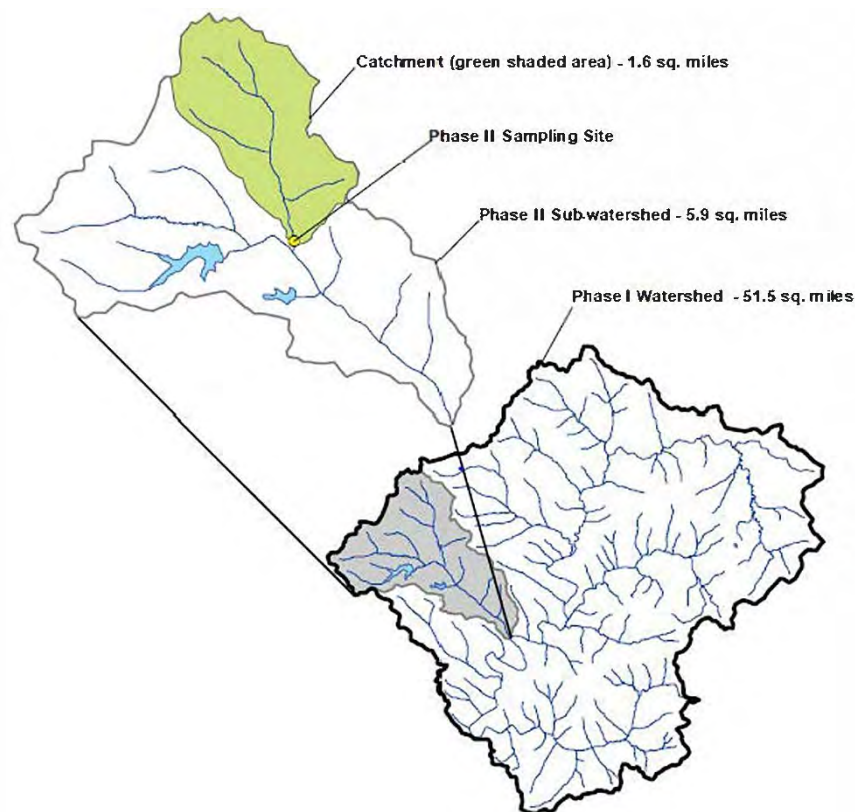 Catchment (green shaded area) - 1.6 sq. miles
Phase II Sampling Site
Phase II Sub-watershed - 5.9 sq. miles
Phase I Watershed - 51.5 sq. miles